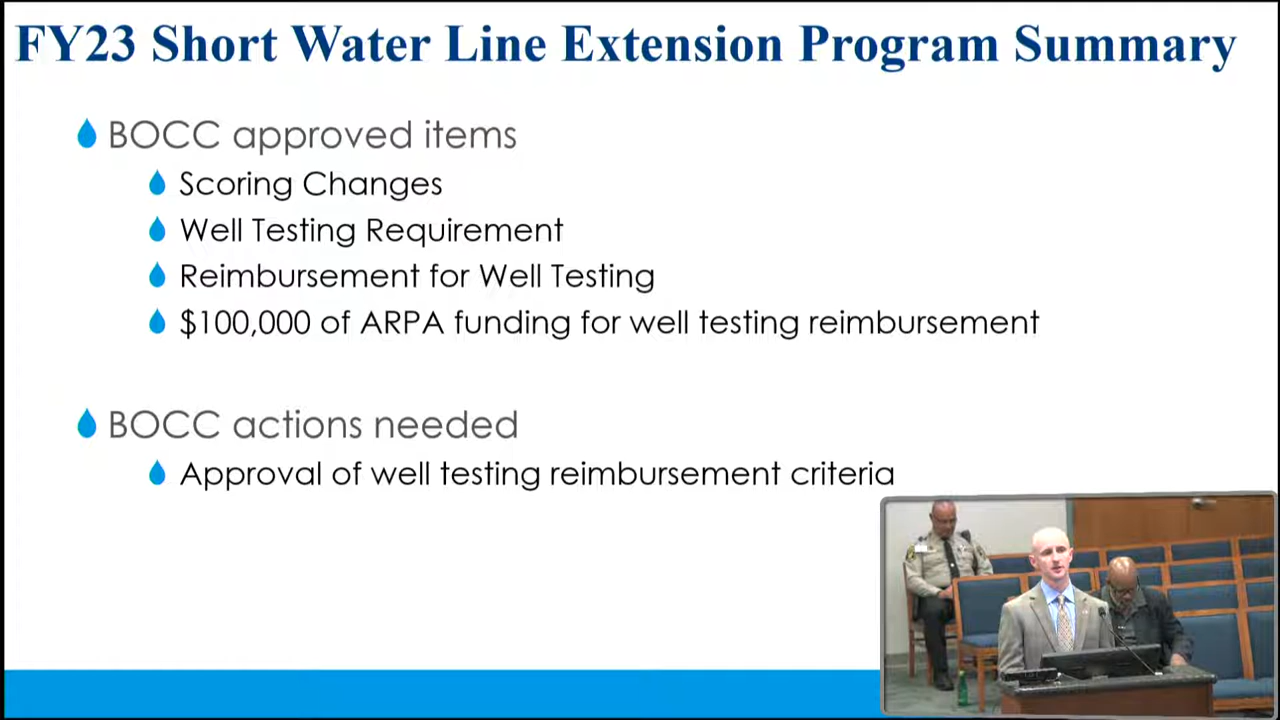 FY23 Short Water Line Extension Program Summary
BOCC approved items
Scoring Changes
Well Testing Requirement
Reimbursement for Well Testing
$100,000 of ARPA funding for well testing reimbursement
BOCC actions needed
Approval of well testing reimbursement criteria